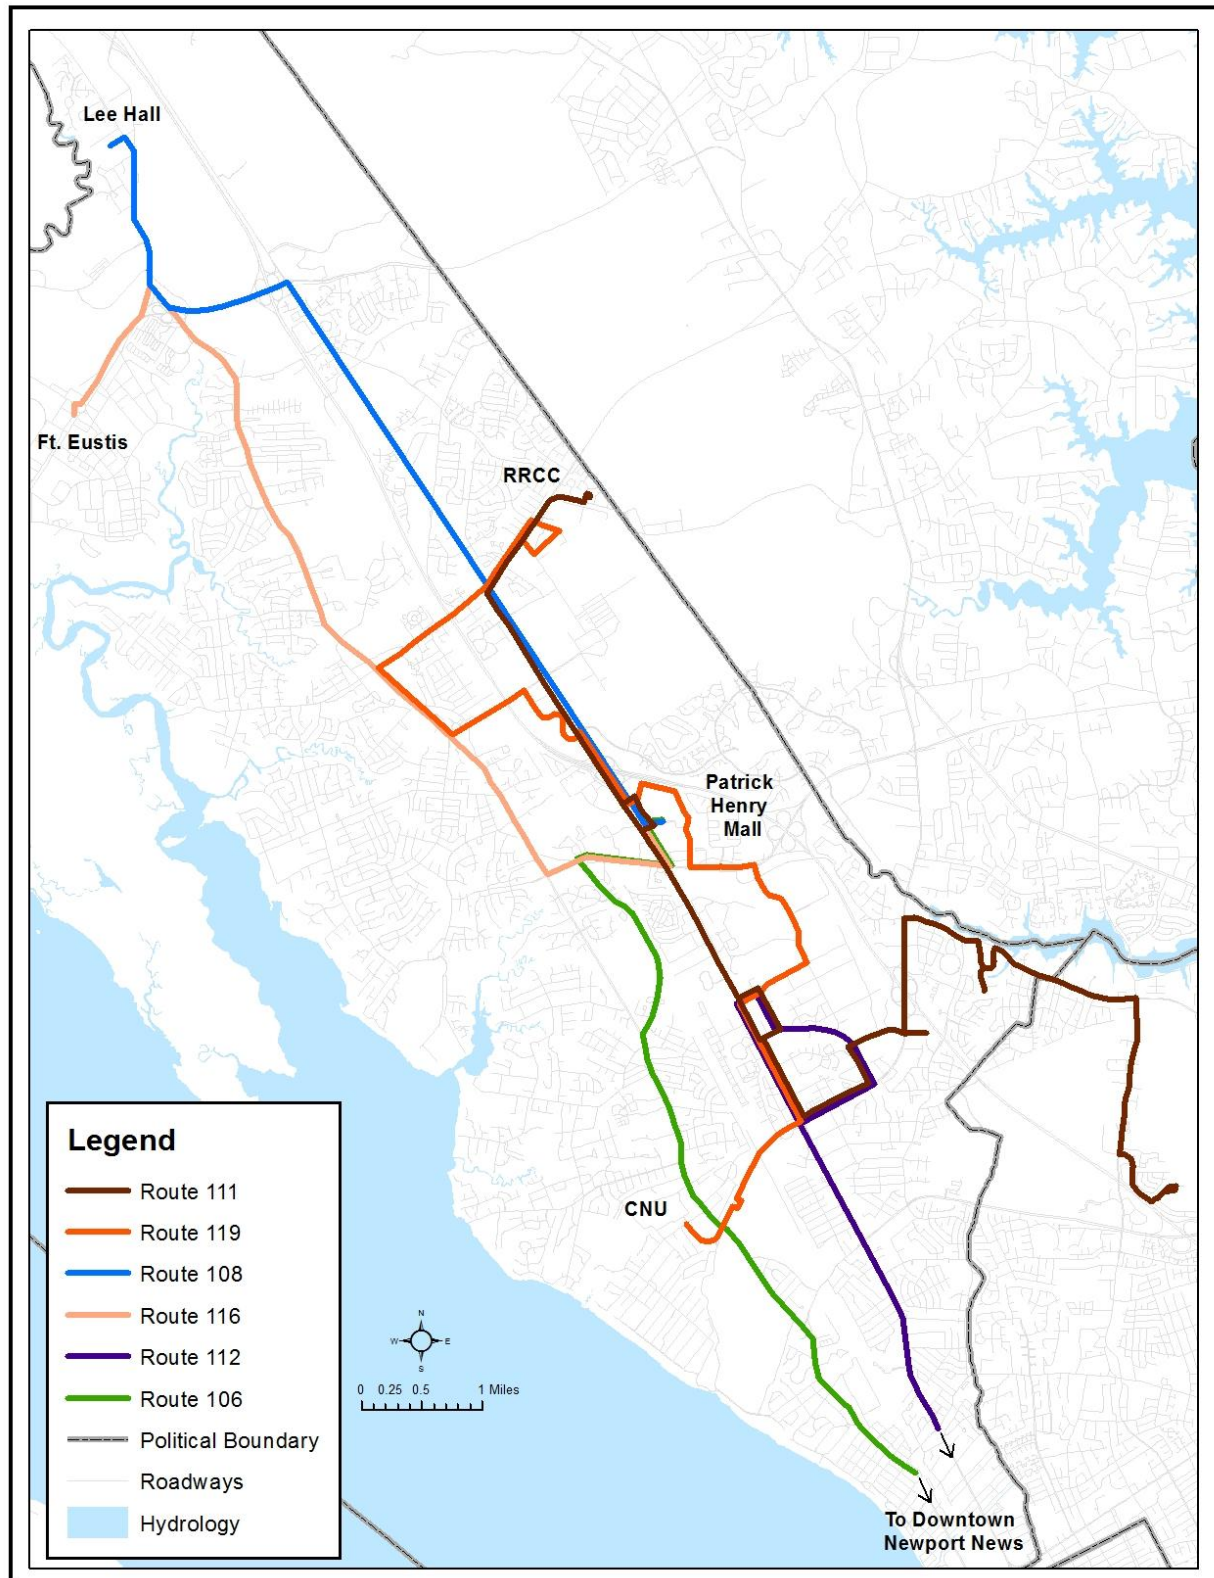 Lee Hall
Ft. Eustis
RRCC
Patrick
Henry
Mall
CNU
Legend
Route 111
Route 119
Route 108
Route 116
Route 112
Route 106
Political Boundary
Roadways
Hydrology
N
W
E
S
0 0.25 0.5 1 Miles
To Downtown
Newport News